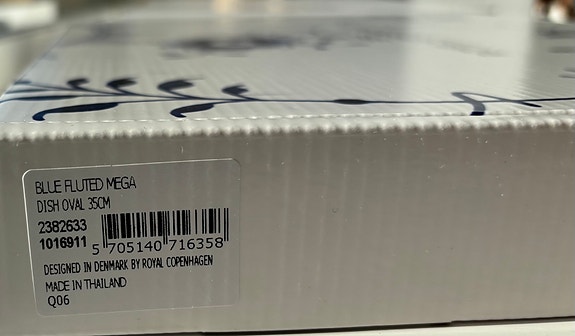 BLUE FLUTED MEGA
DISH OVAL 35CM
2382633
1016911
5 705140 716358
DESIGNED IN DENMARK BY ROYAL COPENHAGEN
MADE IN THAILAND
Q06